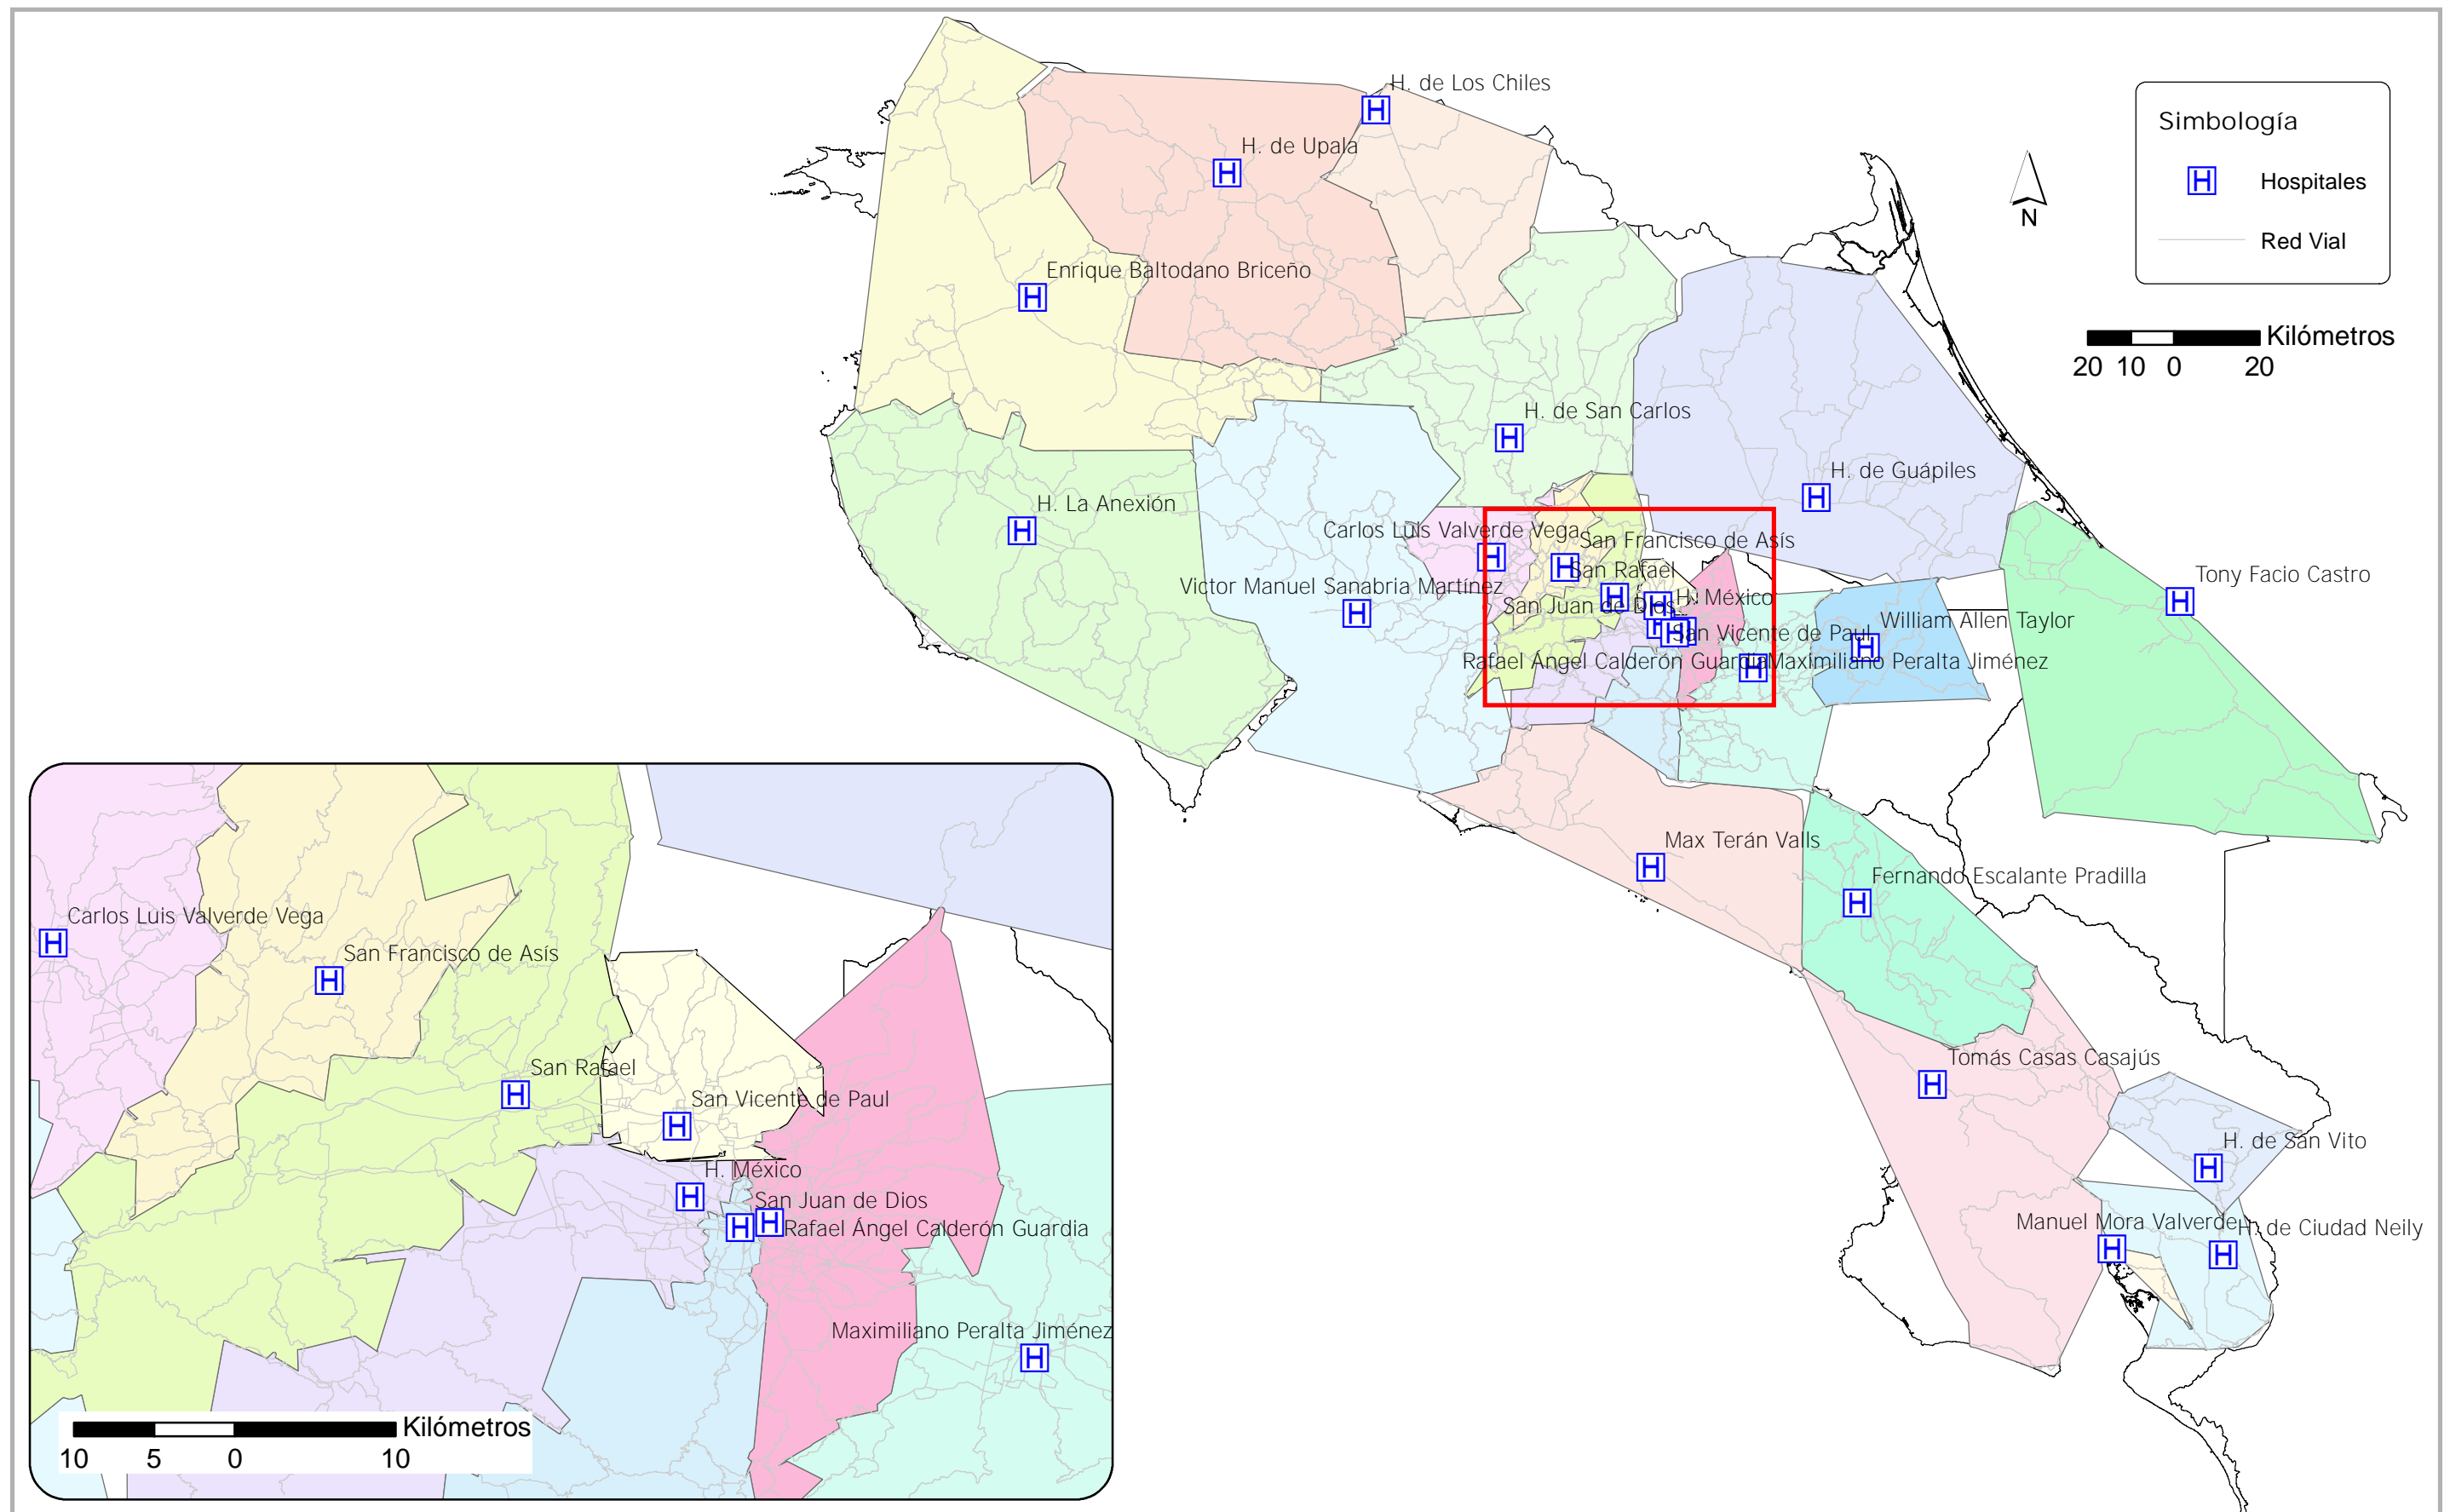 H. de Los Chiles
Simbología
H. de Upala
Hospitales
N
Red Vial
Enrique Baltodano Briceño
Kilómetros
20 10 0 20
H. de San Carlos
H. de Guápiles
H. La Anexión
Carlos Luis Valverde Vega
San Francisco de Asís
San Rafael
Tony Facio Castro
Victor Manuel Sanabria Martínez
H. México
San Juan de Dios
William Allen Taylor
San Vicente de Paul
Rafael Ángel Calderón Guardia
Maximiliano Peralta Jiménez
Max Terán Valls
Fernando Escalante Pradilla
Tomás Casas Casajús
H. de San Vito
Manuel Mora Valverde
H. de Ciudad Neily
Carlos Luis Valverde Vega
San Francisco de Asís
San Rafael
San Vicente de Paul
H. México
San Juan de Dios
Rafael Ángel Calderón Guardia
Maximiliano Peralta Jiménez
Kilómetros
10 5 0 10